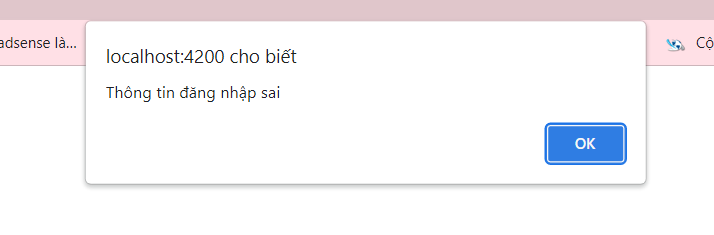 adsense là...
Cộ
localhost:4200 cho biết
Thông tin đăng nhập sai
OK